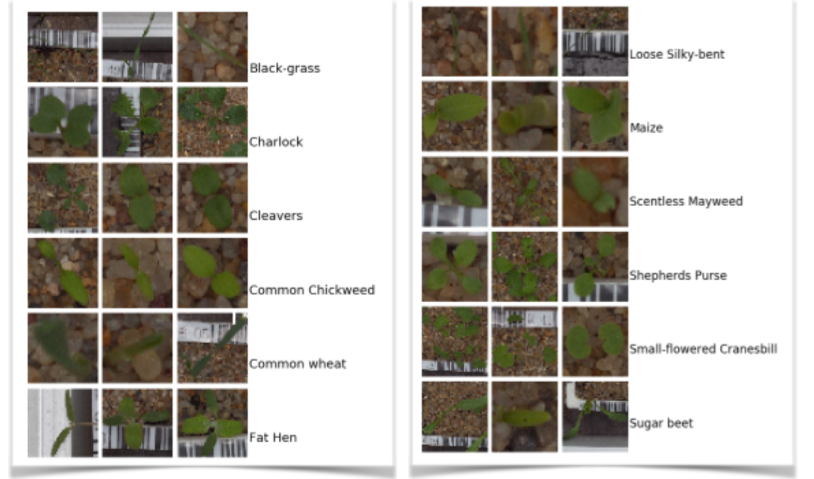 Black-grass
Charlock
Cleavers
Common Chickweed
Common wheat
Fat Hen
Loose Silky-bent
Maize
Scentless Mayweed
Shepherds Purse
Small-flowered Cranesbill
Sugar beet